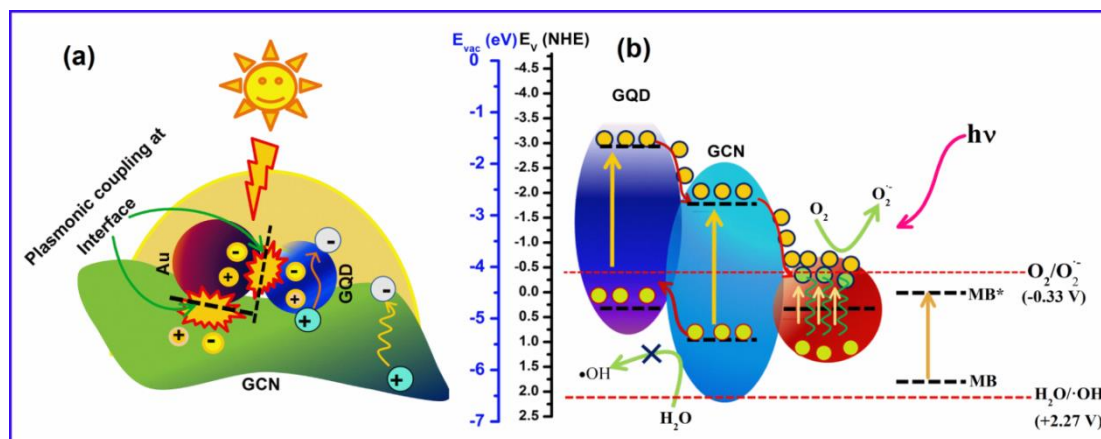 (a)
Plasmonic coupling at
Interface
Au
GQD
GCN
-
+
-
+
-
+
+
-
-
+
E_vac (eV)
0
-1
-2
-3
-4
-5
-6
-7
E_V (NHE)
-4.5
-4.0
-3.5
-3.0
-2.5
-2.0
-1.5
-1.0
-0.5
0.0
0.5
1.0
1.5
2.0
2.5
(b)
GQD
GCN
hν
O₂
O₂˙⁻
O₂/O₂˙⁻
(-0.33 V)
MB*
MB
•OH
H₂O
H₂O/·OH
(+2.27 V)